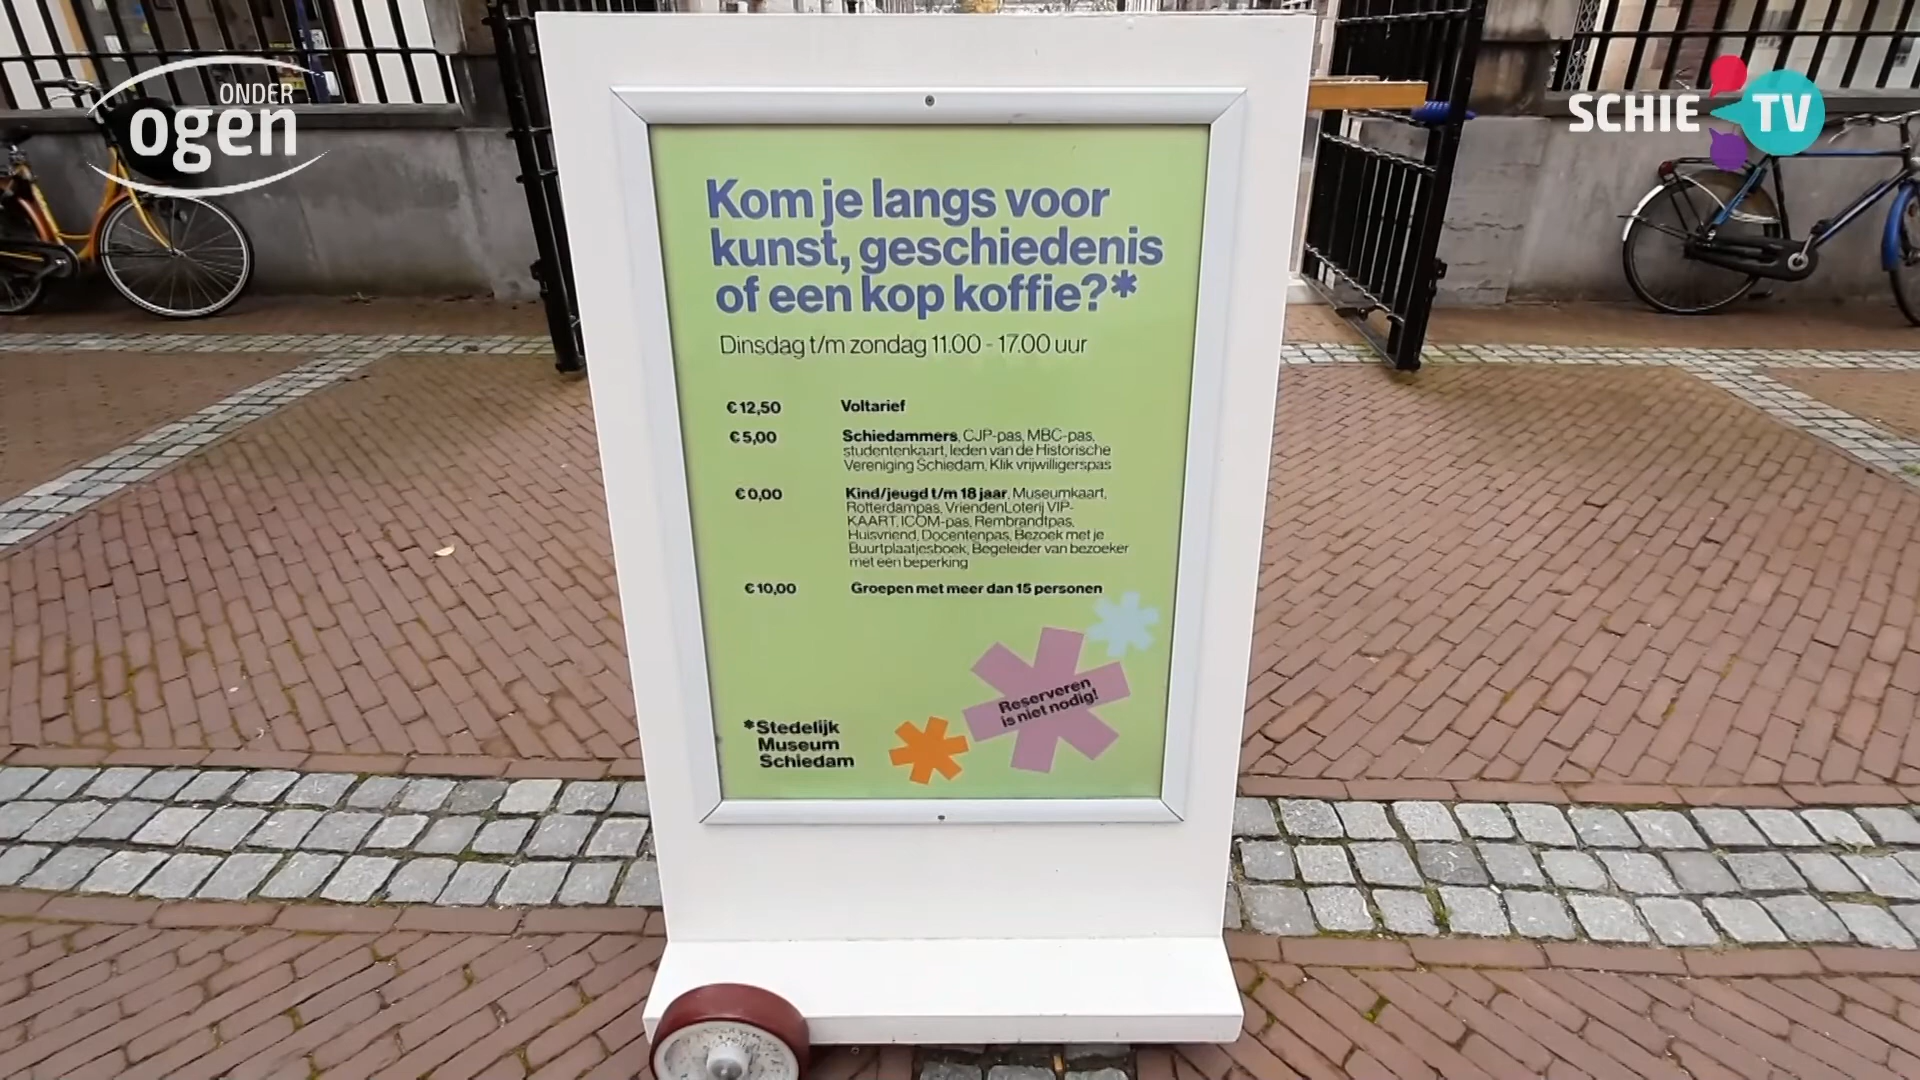 ONDER
ogen
SCHIE TV
Kom je langs voor
kunst, geschiedenis
of een kop koffie?*
Dinsdag t/m zondag 11.00 - 17.00 uur
€ 12,50 Voltarief
€ 5,00 Schiedammers, CJP-pas, MBC-pas,
studentenkaart, leden van de Historische
Vereniging Schiedam, Klik vrijwilligerspas
€ 0,00 Kind/jeugd t/m 18 jaar, Museumkaart,
Rotterdampas, VriendenLoterij VIP-
KAART, ICOM-pas, Rembrandtpas,
Huisvriend, Docentenpas, Bezoek met je
Buurtplaatjesboek, Begeleider van bezoeker
met een beperking
€ 10,00 Groepen met meer dan 15 personen
Reserveren
is niet nodig!
*Stedelijk
Museum
Schiedam